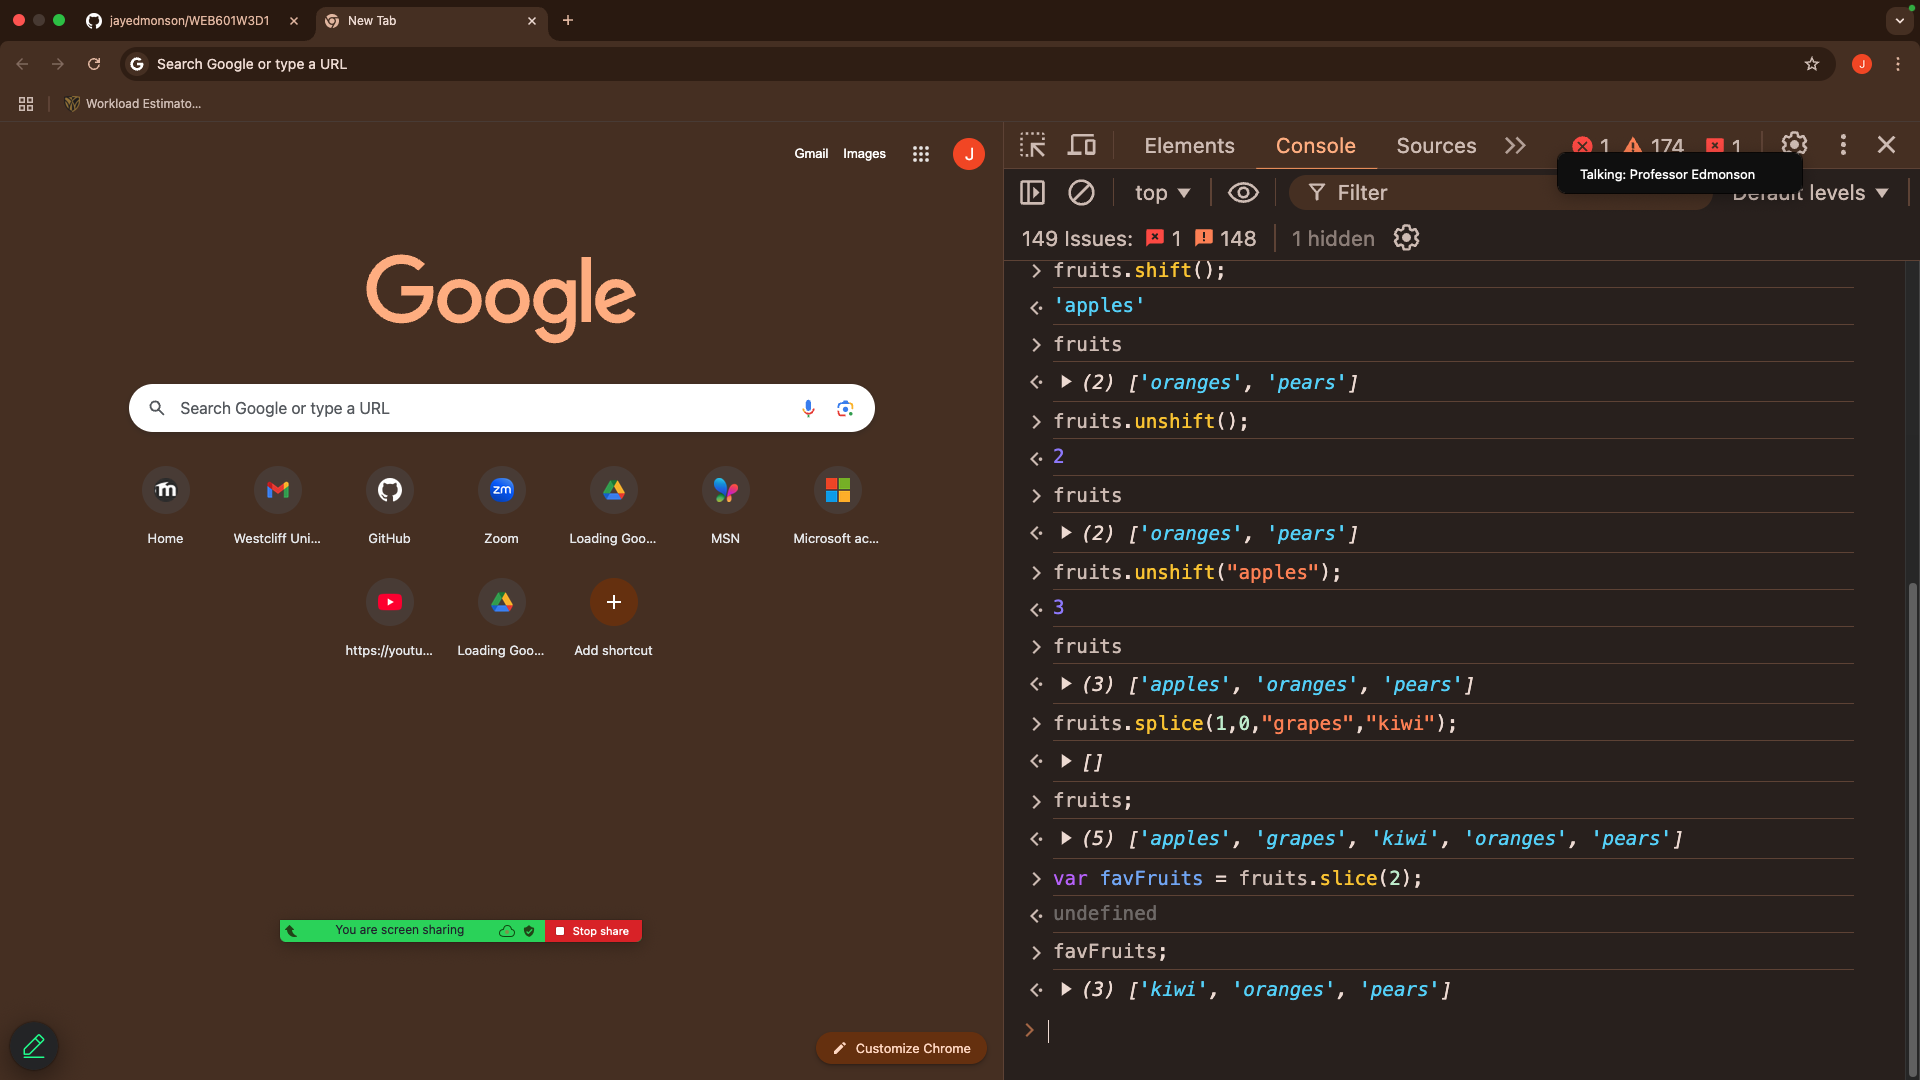 jayedmonson/WEB601W3D1
New Tab
Search Google or type a URL
J
Workload Estimato...
Gmail
Images
J
Google
Search Google or type a URL
Home
Westcliff Uni...
GitHub
zm
Zoom
Loading Goo...
MSN
Microsoft ac...
https://youtu...
Loading Goo...
Add shortcut
You are screen sharing
Stop share
Customize Chrome
Elements
Console
Sources
1
174
1
Talking: Professor Edmonson
top
Filter
Default levels
149 Issues:
1
148
1 hidden
fruits.shift();
'apples'
fruits
(2) ['oranges', 'pears']
fruits.unshift();
2
fruits
(2) ['oranges', 'pears']
fruits.unshift("apples");
3
fruits
(3) ['apples', 'oranges', 'pears']
fruits.splice(1,0,"grapes","kiwi");
[]
fruits;
(5) ['apples', 'grapes', 'kiwi', 'oranges', 'pears']
var favFruits = fruits.slice(2);
undefined
favFruits;
(3) ['kiwi', 'oranges', 'pears']